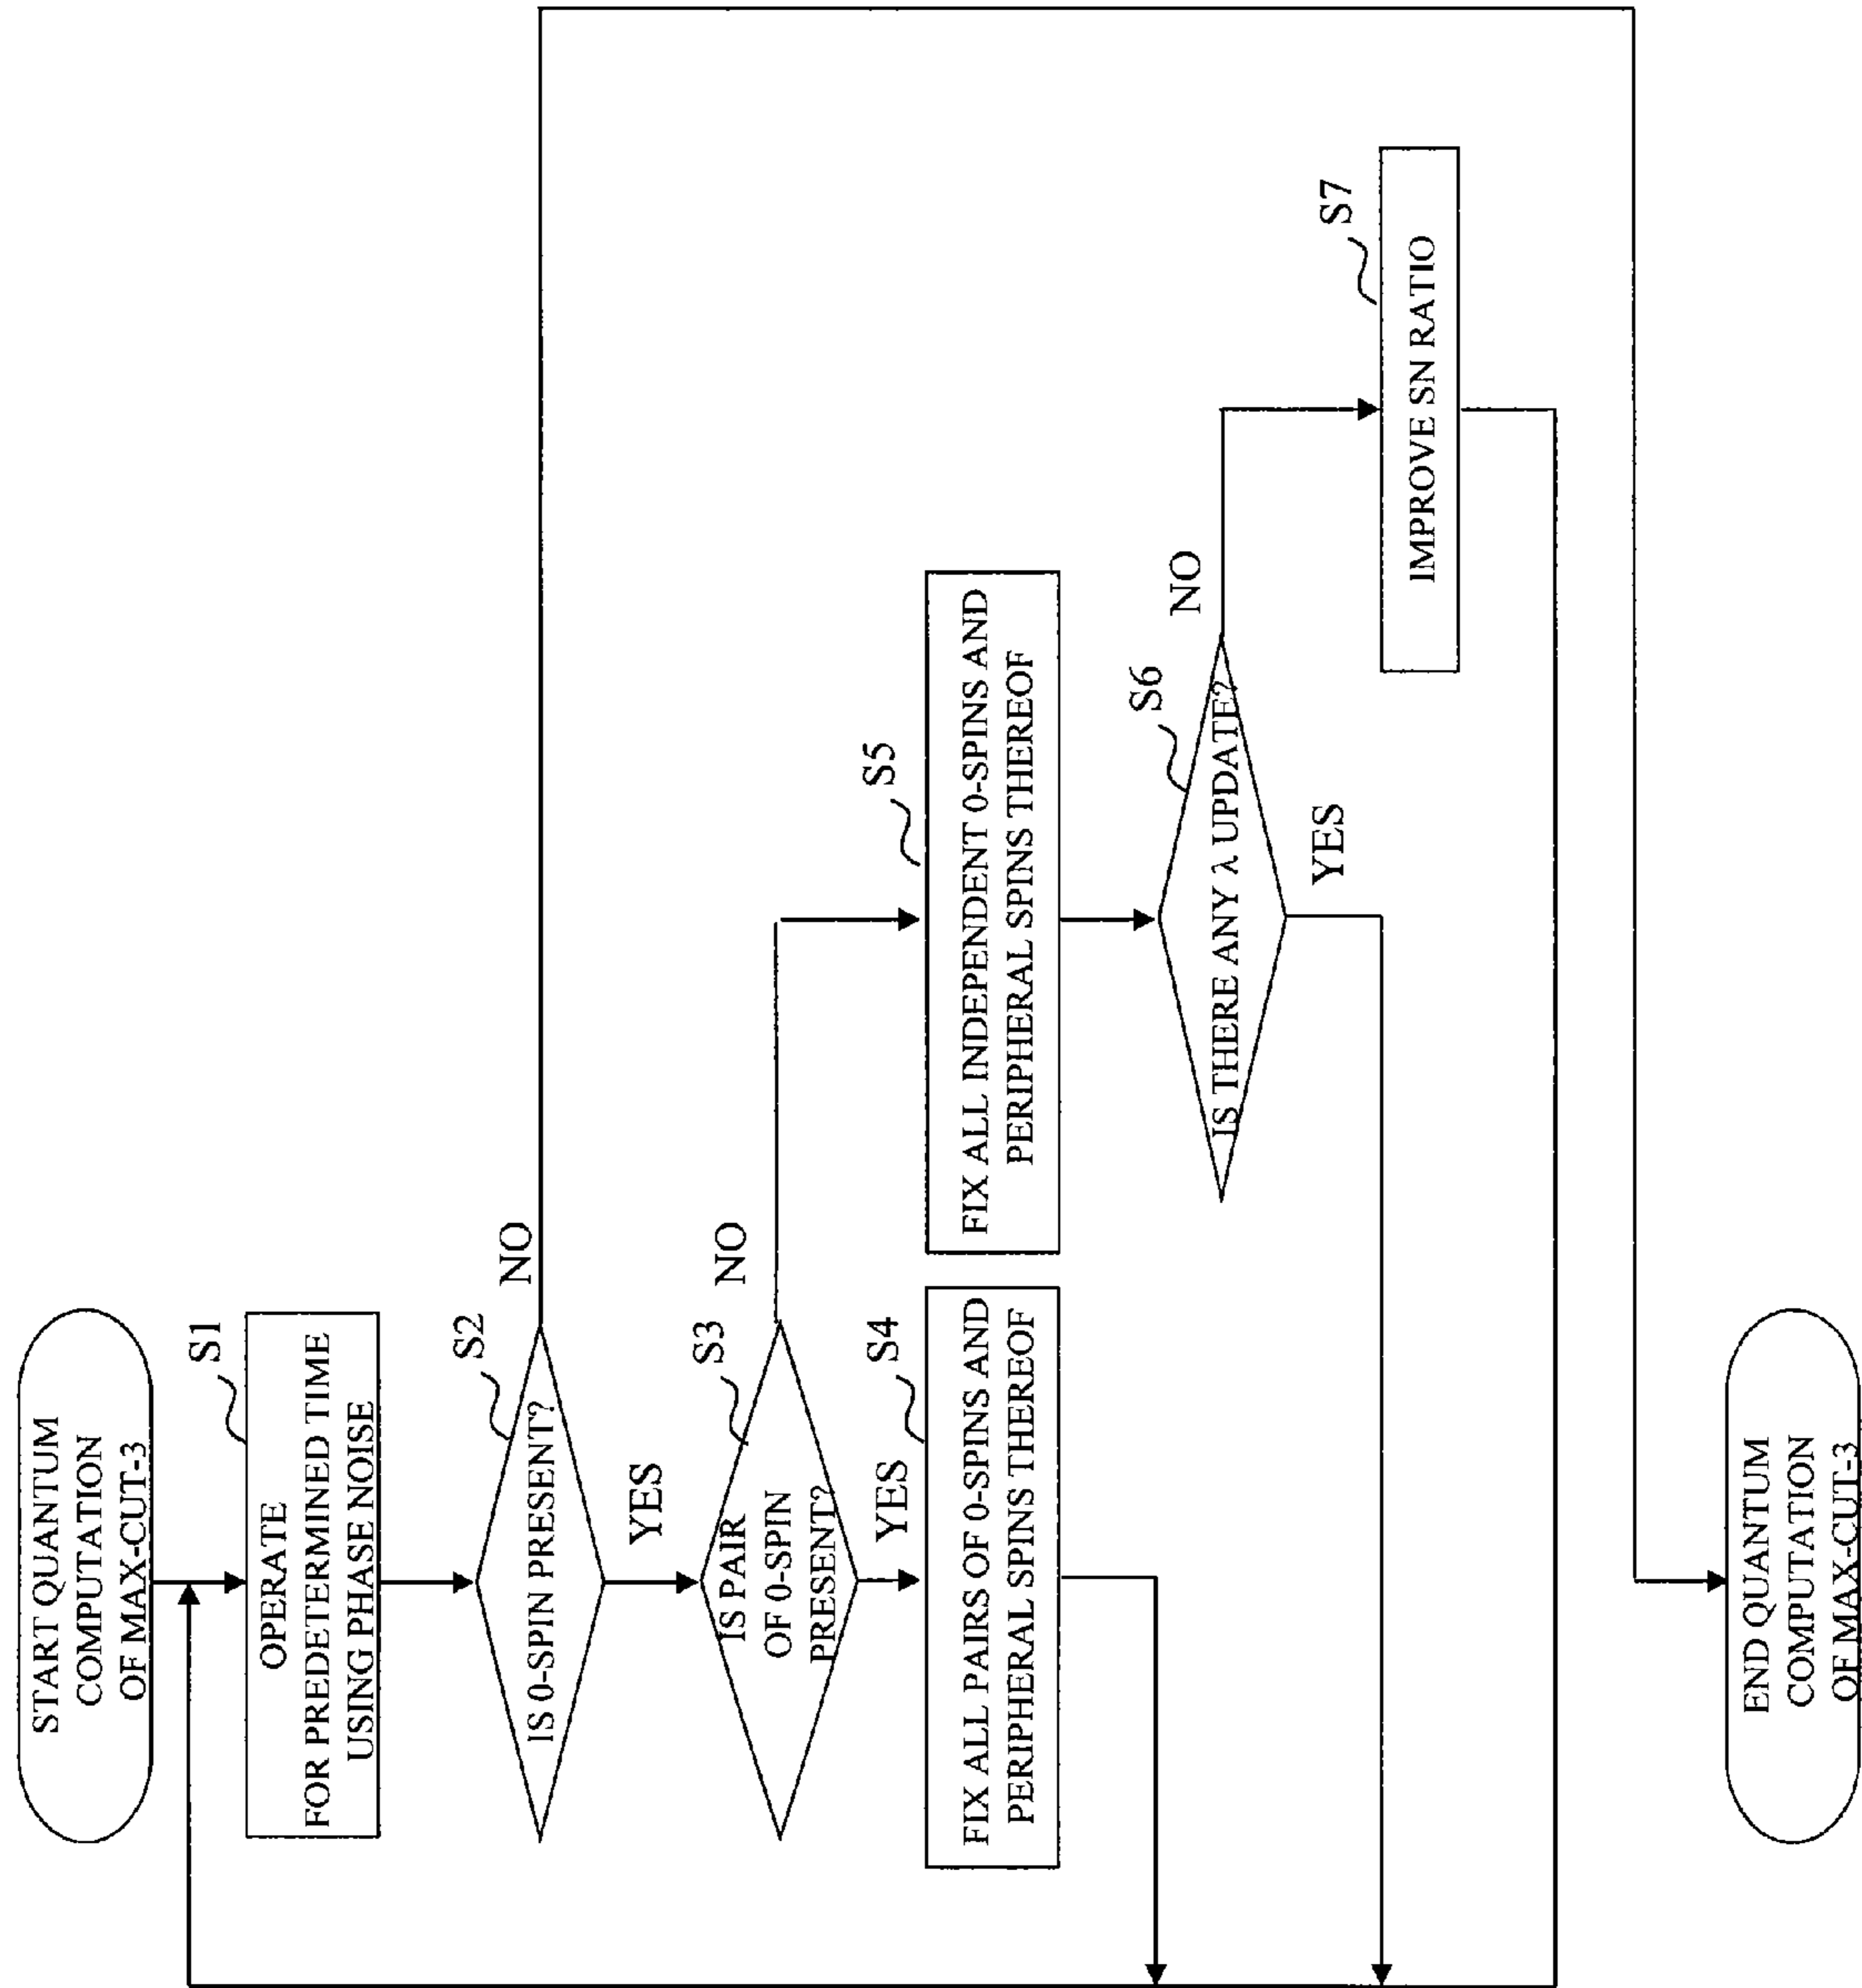 START QUANTUM
COMPUTATION
OF MAX-CUT-3
S1
OPERATE
FOR PREDETERMINED TIME
USING PHASE NOISE
S2
IS 0-SPIN PRESENT?
NO
YES
S3
IS PAIR
OF 0-SPIN
PRESENT?
NO
YES
S4
FIX ALL PAIRS OF 0-SPINS AND
PERIPHERAL SPINS THEREOF
S5
FIX ALL INDEPENDENT 0-SPINS AND
PERIPHERAL SPINS THEREOF
S6
IS THERE ANY λ UPDATE?
NO
YES
S7
IMPROVE SN RATIO
END QUANTUM
COMPUTATION
OF MAX-CUT-3